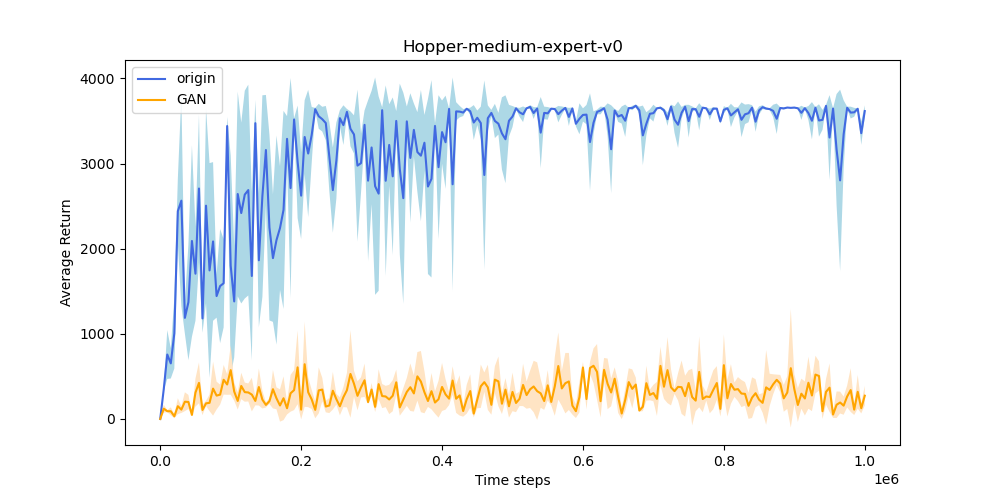 Hopper-medium-expert-v0
origin
GAN
Average Return
4000
3000
2000
1000
0
0.0 0.2 0.4 0.6 0.8 1.0
1e6
Time steps